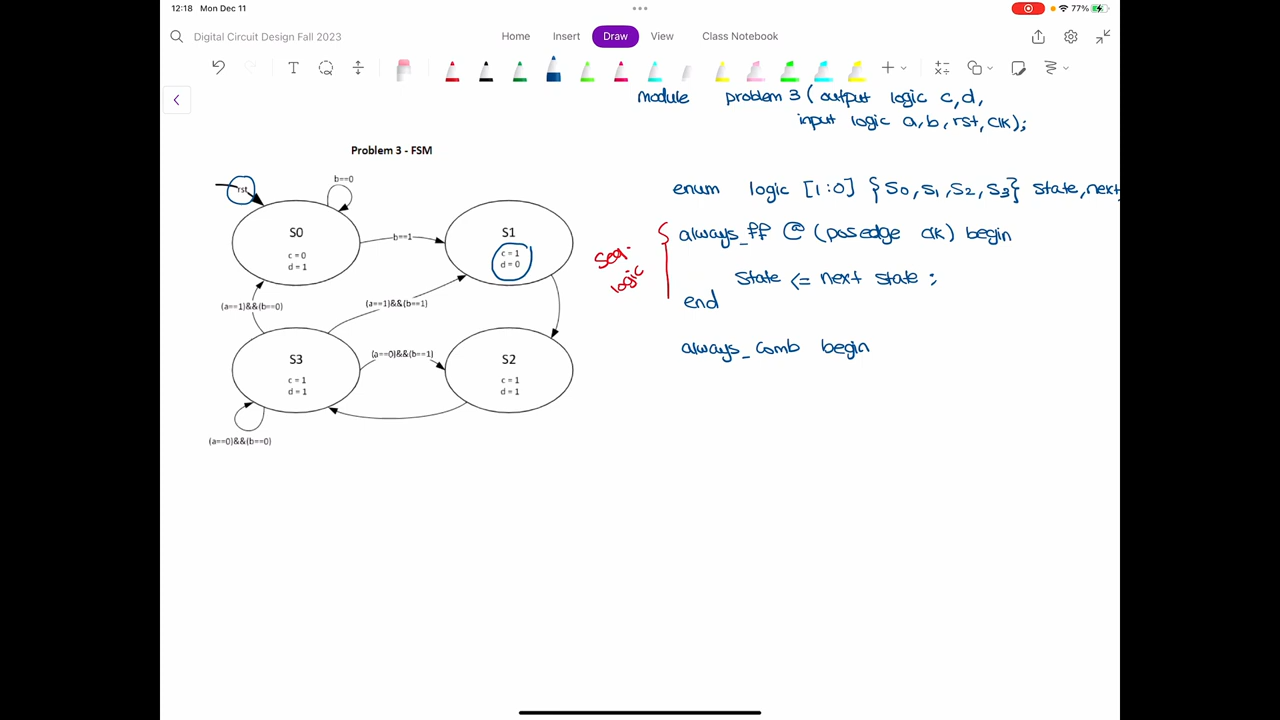 12:18 Mon Dec 11
77%
Digital Circuit Design Fall 2023
Home Insert Draw View Class Notebook
module problem 3 ( output logic c, d,
input logic a, b, rst, clk);
Problem 3 - FSM
enum logic [1:0] {S0, S1, S2, S3} state, next
always_ff @ (posedge clk) begin
state <= next state ;
end
always_comb begin
Seq.
logic
rst
b==0
S0
c = 0
d = 1
b==1
S1
c = 1
d = 0
(a==1)&&(b==0)
(a==1)&&(b==1)
S3
c = 1
d = 1
(a==0)&&(b==1)
S2
c = 1
d = 1
(a==0)&&(b==0)